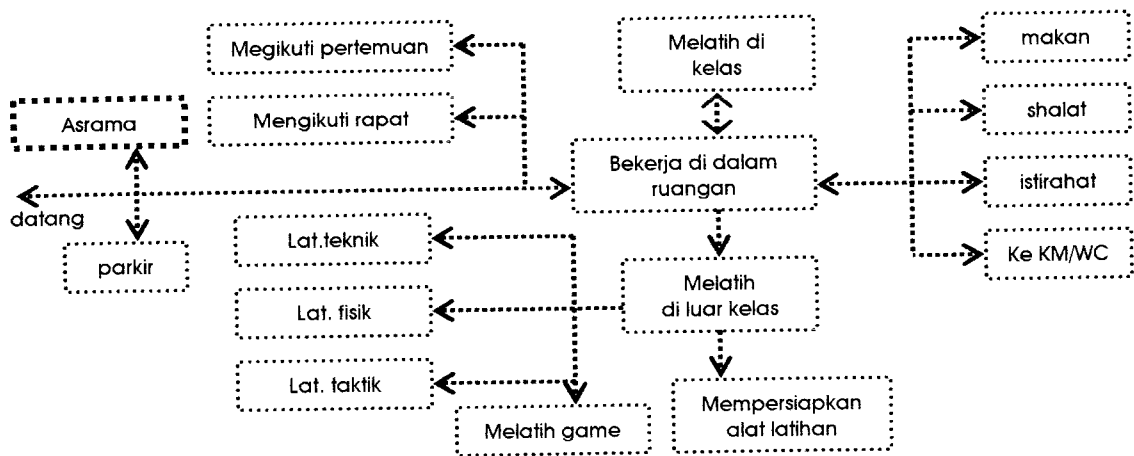 Megikuti pertemuan
Melatih di
kelas
makan
Asrama
Mengikuti rapat
shalat
Bekerja di dalam
ruangan
istirahat
datang
parkir
Lat.teknik
Ke KM/WC
Lat. fisik
Melatih
di luar kelas
Lat. taktik
Melatih game
Mempersiapkan
alat latihan